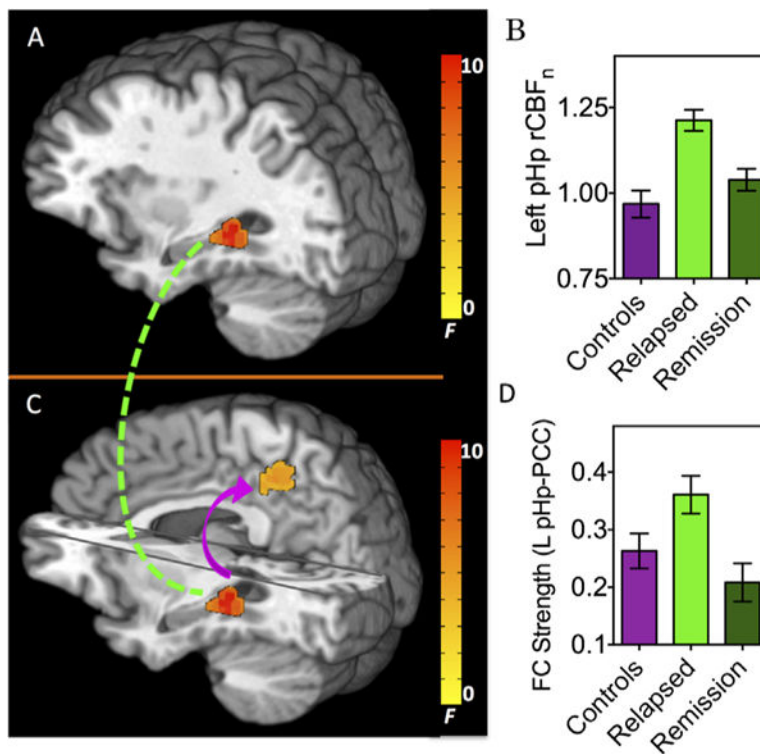 A
10
0
F
B
Left pHp rCBFn
1.25
1.00
0.75
Controls
Relapsed
Remission
C
10
0
F
D
FC Strength (L pHp-PCC)
0.4
0.3
0.2
0.1
Controls
Relapsed
Remission